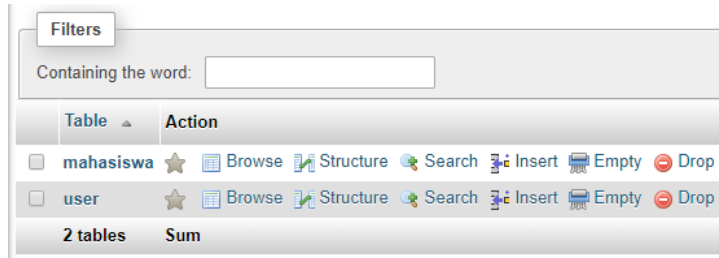 Filters
Containing the word:
Table Action
mahasiswa Browse Structure Search Insert Empty Drop
user Browse Structure Search Insert Empty Drop
2 tables Sum